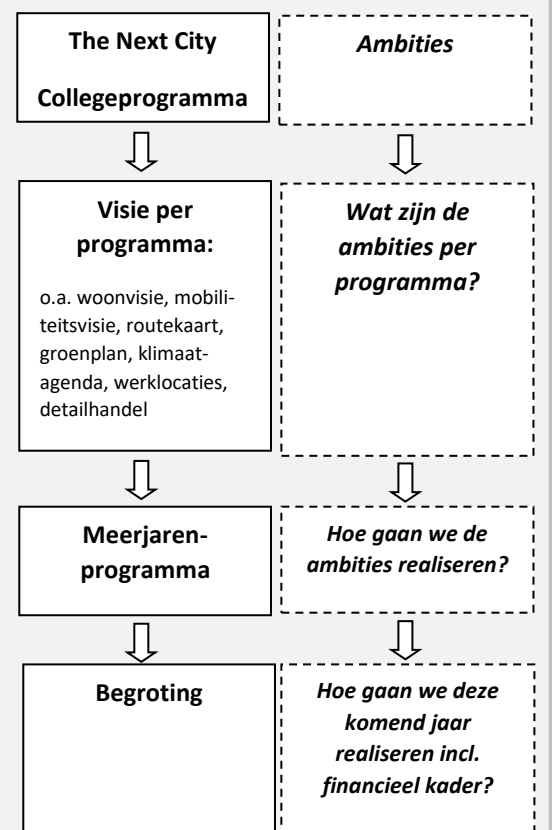 The Next City
Collegeprogramma
Ambities
Visie per
programma:
o.a. woonvisie, mobili-
teitsvisie, routekaart,
groenplan, klimaat-
agenda, werklocaties,
detailhandel
Wat zijn de
ambities per
programma?
Meerjaren-
programma
Hoe gaan we de
ambities realiseren?
Begroting
Hoe gaan we deze
komend jaar
realiseren incl.
financieel kader?